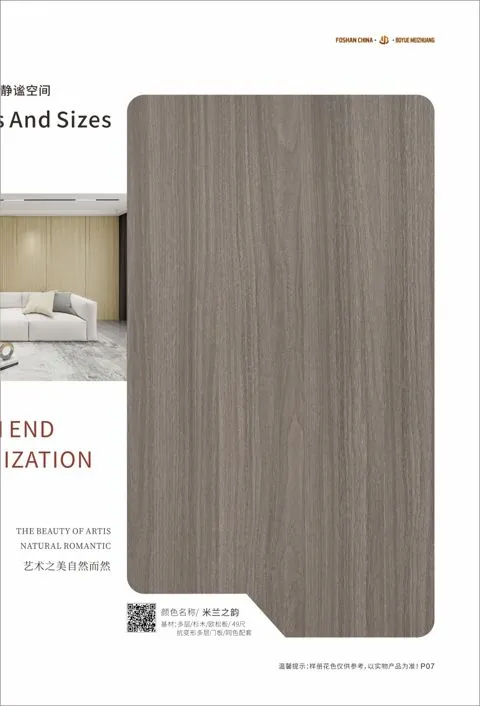 FOSHAN CHINA · · BOYUE MEIZHUANG
静谧空间
s And Sizes
END
IZATION
THE BEAUTY OF ARTIS
NATURAL ROMANTIC
艺术之美自然而然
颜色名称/ 米兰之韵
基材:多层/杉木/欧松板/ 49尺
抗变形多层门板/同色配套
温馨提示:样册花色仅供参考,以实物产品为准! P07